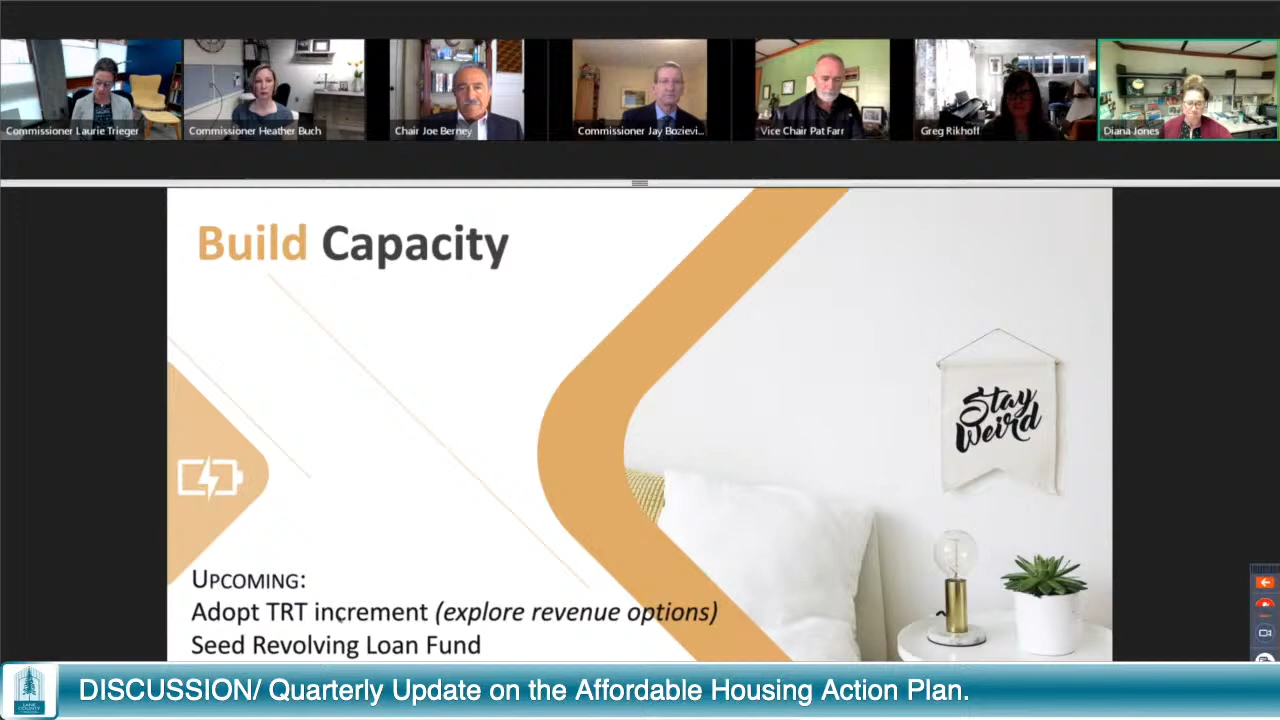 Commissioner Laurie Trieger
Commissioner Heather Buch
Chair Joe Berney
Commissioner Jay Bozievi...
Vice Chair Pat Farr
Greg Rikhoff
Diana Jones
Build Capacity
Stay
Weird
UPCOMING:
Adopt TRT increment (explore revenue options)
Seed Revolving Loan Fund
LANE
COUNTY
DISCUSSION/ Quarterly Update on the Affordable Housing Action Plan.